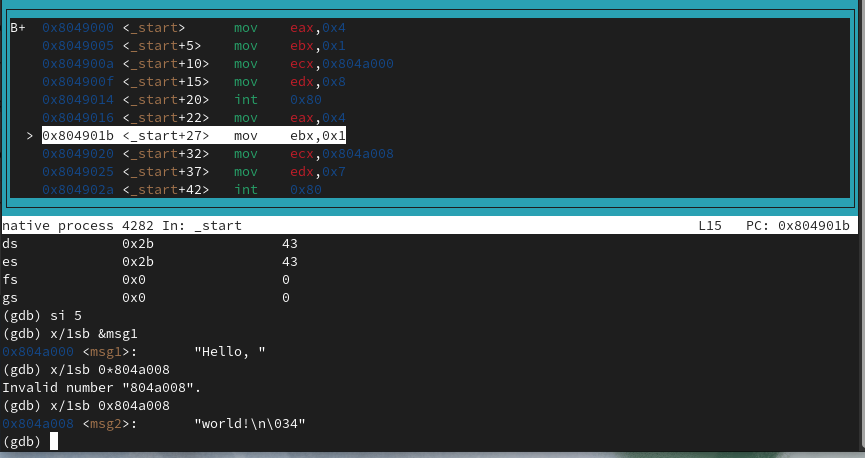 B+ 0x8049000 <_start> mov eax,0x4
0x8049005 <_start+5> mov ebx,0x1
0x804900a <_start+10> mov ecx,0x804a000
0x804900f <_start+15> mov edx,0x8
0x8049014 <_start+20> int 0x80
0x8049016 <_start+22> mov eax,0x4
> 0x804901b <_start+27> mov ebx,0x1
0x8049020 <_start+32> mov ecx,0x804a008
0x8049025 <_start+37> mov edx,0x7
0x804902a <_start+42> int 0x80
native process 4282 In: _start L15 PC: 0x804901b
ds 0x2b 43
es 0x2b 43
fs 0x0 0
gs 0x0 0
(gdb) si 5
(gdb) x/1sb &msg1
0x804a000 <msg1>: "Hello, "
(gdb) x/1sb 0*804a008
Invalid number "804a008".
(gdb) x/1sb 0x804a008
0x804a008 <msg2>: "world!\n\034"
(gdb)